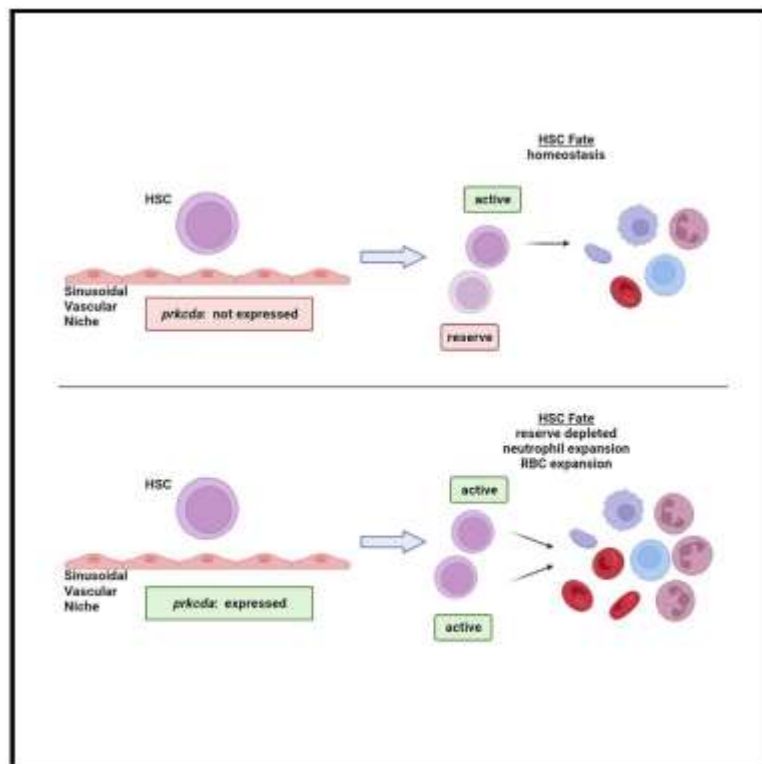 HSC Fate
homeostasis
HSC
active
Sinusoidal
Vascular
Niche
prkcda: not expressed
reserve
HSC Fate
reserve depleted
neutrophil expansion
RBC expansion
HSC
active
Sinusoidal
Vascular
Niche
prkcda: expressed
active